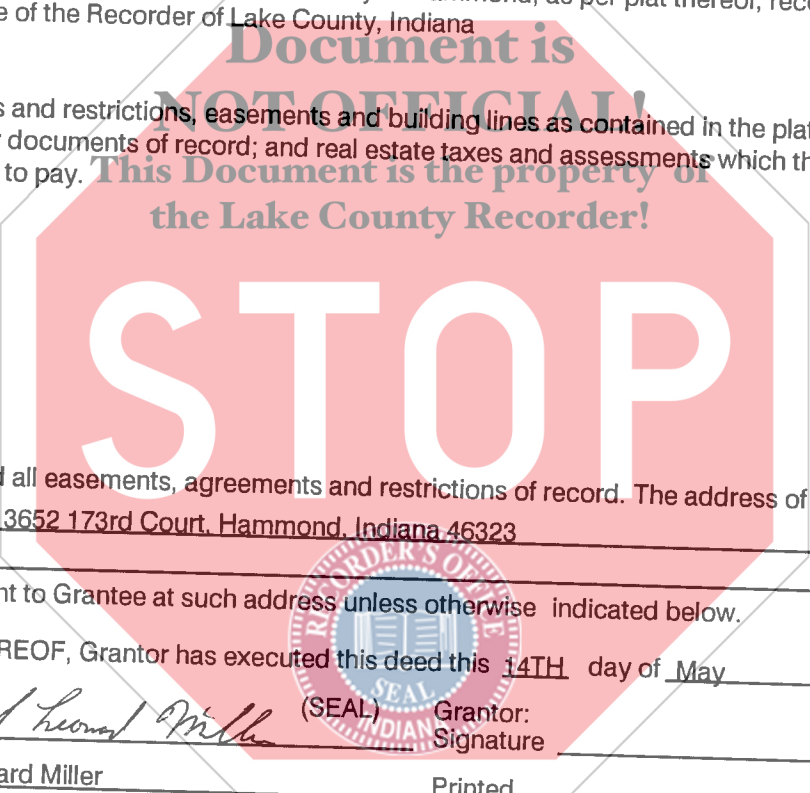 e of the Recorder of Lake County, Indiana
Document is
NOT OFFICIAL!
s and restrictions, easements and building lines as contained in the plat
documents of record; and real estate taxes and assessments which th
to pay.
This Document is the property of
the Lake County Recorder!
STOP
all easements, agreements and restrictions of record. The address of
3652 173rd Court, Hammond, Indiana 46323
nt to Grantee at such address unless otherwise indicated below.
REOF, Grantor has executed this deed this 14TH day of May
Leonard Miller (SEAL) Grantor:
Signature
ard Miller Printed
RECORDER'S OFFICE
SEAL
INDIANA